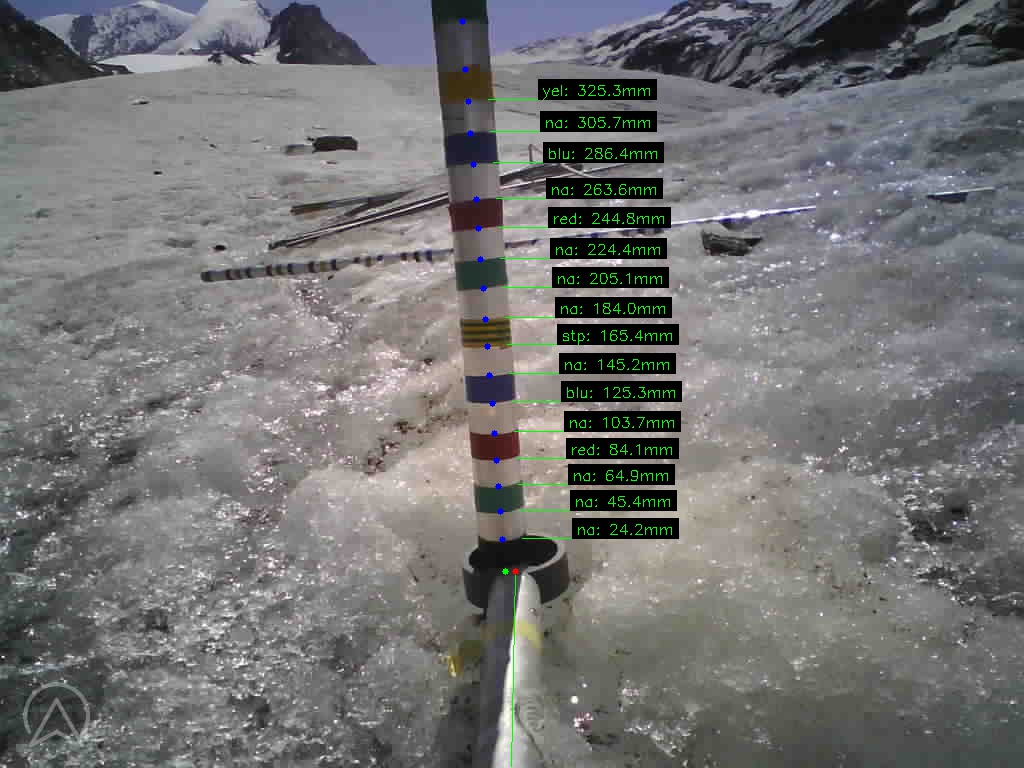 yel: 325.3mm
na: 305.7mm
blu: 286.4mm
na: 263.6mm
red: 244.8mm
na: 224.4mm
na: 205.1mm
na: 184.0mm
stp: 165.4mm
na: 145.2mm
blu: 125.3mm
na: 103.7mm
red: 84.1mm
na: 64.9mm
na: 45.4mm
na: 24.2mm